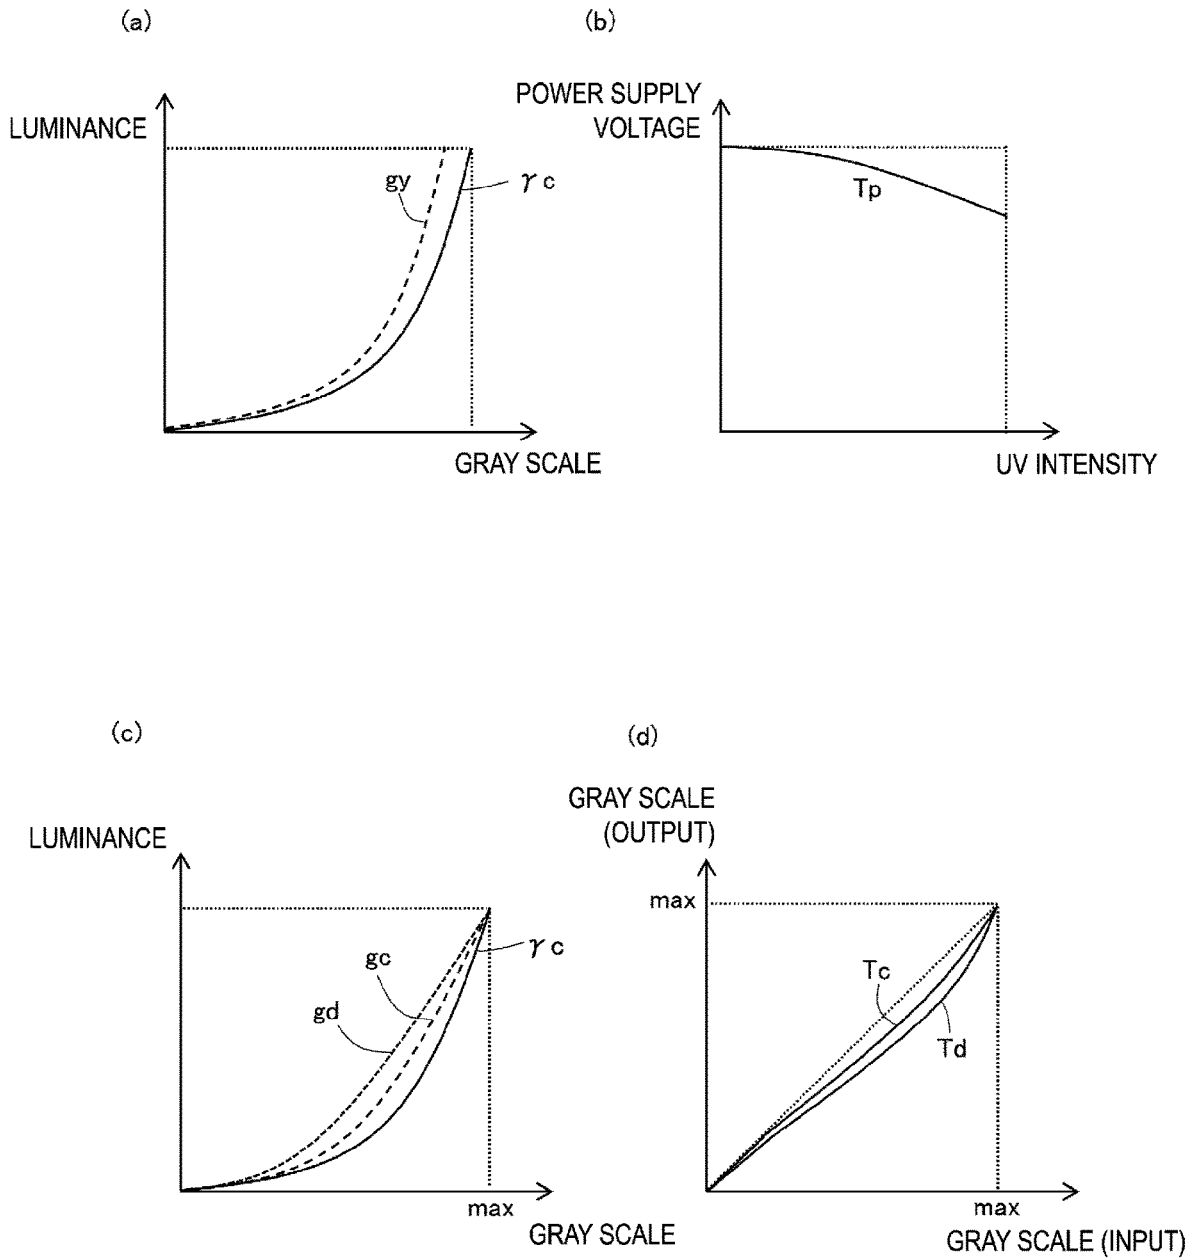 (a)
LUMINANCE
gy
γc
GRAY SCALE
(b)
POWER SUPPLY
VOLTAGE
Tp
UV INTENSITY
(c)
LUMINANCE
gc
gd
γc
max
GRAY SCALE
(d)
GRAY SCALE
(OUTPUT)
max
Tc
Td
max
GRAY SCALE (INPUT)